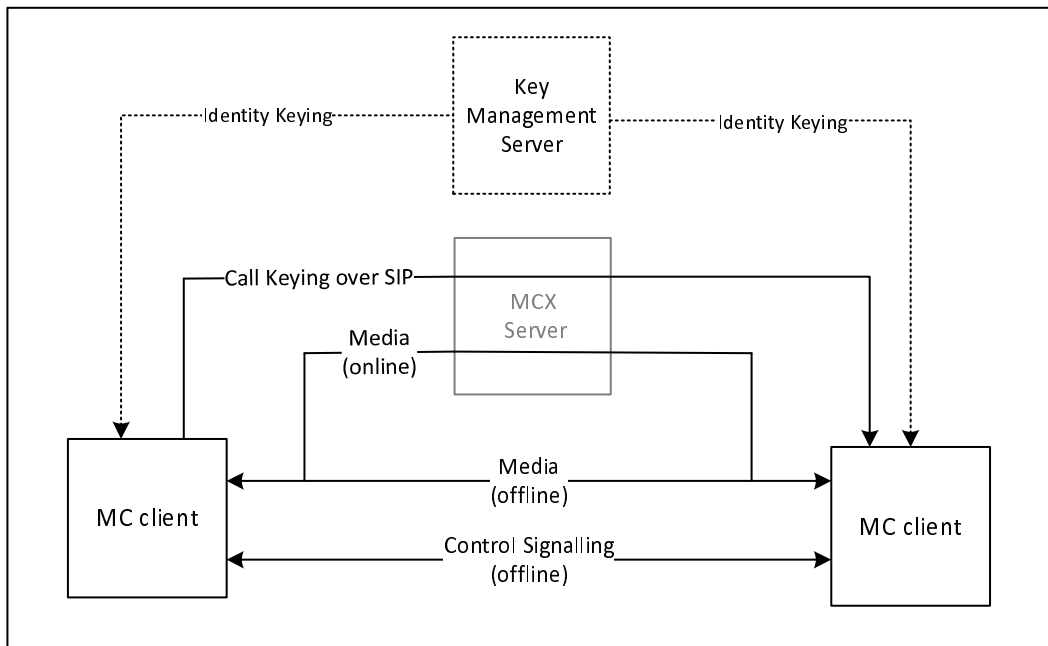 Key
Management
Server
Identity Keying
Identity Keying
Call Keying over SIP
MCX
Server
Media
(online)
Media
(offline)
MC client
MC client
Control Signalling
(offline)